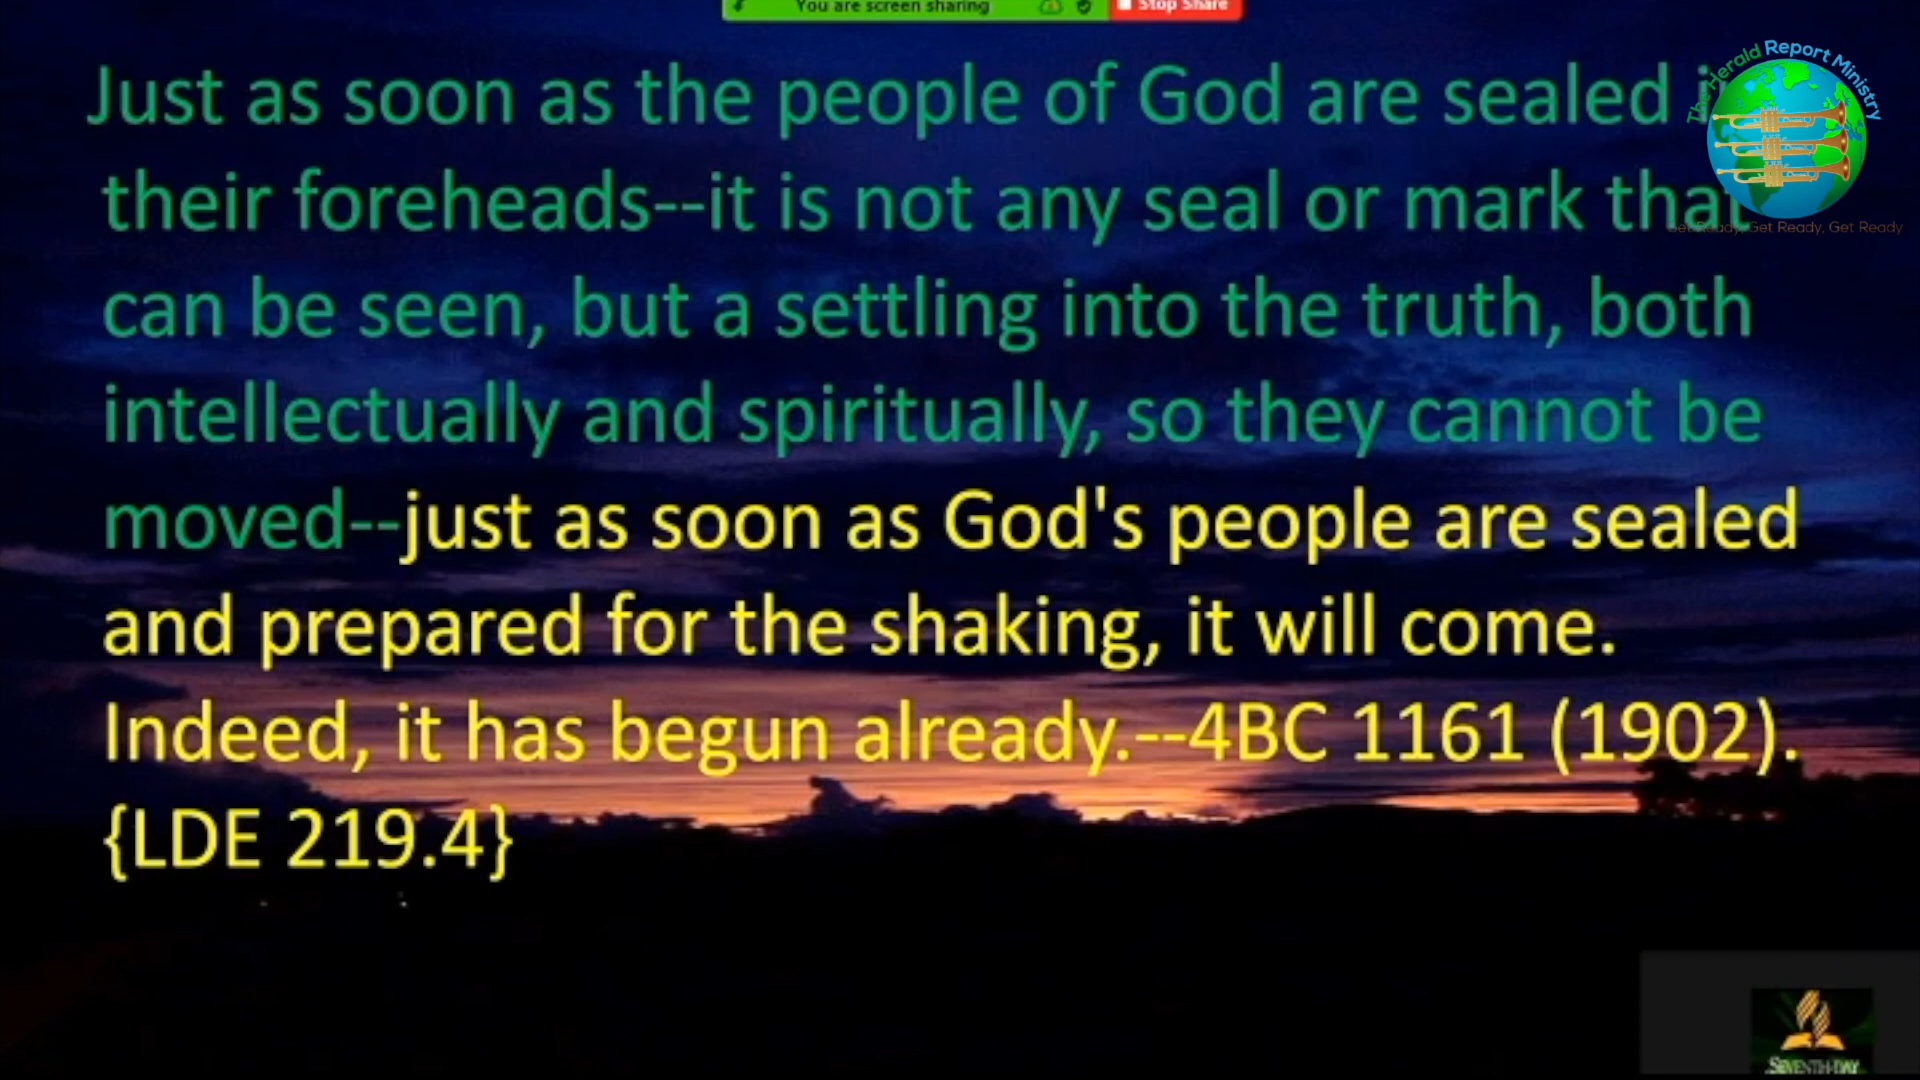 You are screen sharing
Stop Share
The Herald Report Ministry
Get Ready, Get Ready, Get Ready
Just as soon as the people of God are sealed
their foreheads--it is not any seal or mark that
can be seen, but a settling into the truth, both
intellectually and spiritually, so they cannot be
moved--just as soon as God's people are sealed
and prepared for the shaking, it will come.
Indeed, it has begun already.--4BC 1161 (1902).
{LDE 219.4}
SEVENTH-DAY